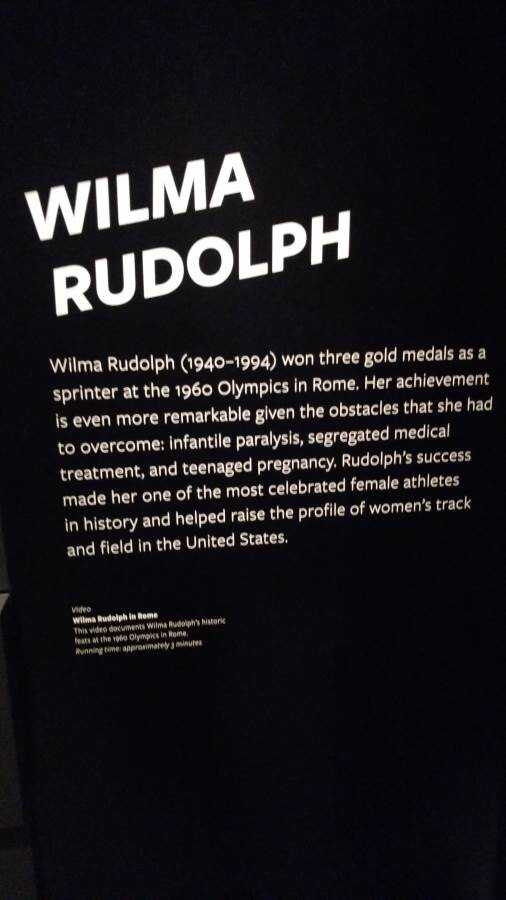 WILMA
RUDOLPH
Wilma Rudolph (1940–1994) won three gold medals as a
sprinter at the 1960 Olympics in Rome. Her achievement
is even more remarkable given the obstacles that she had
to overcome: infantile paralysis, segregated medical
treatment, and teenaged pregnancy. Rudolph's success
made her one of the most celebrated female athletes
in history and helped raise the profile of women's track
and field in the United States.
Video
Wilma Rudolph in Rome
This video documents Wilma Rudolph's historic
feats at the 1960 Olympics in Rome.
Running time: approximately 3 minutes